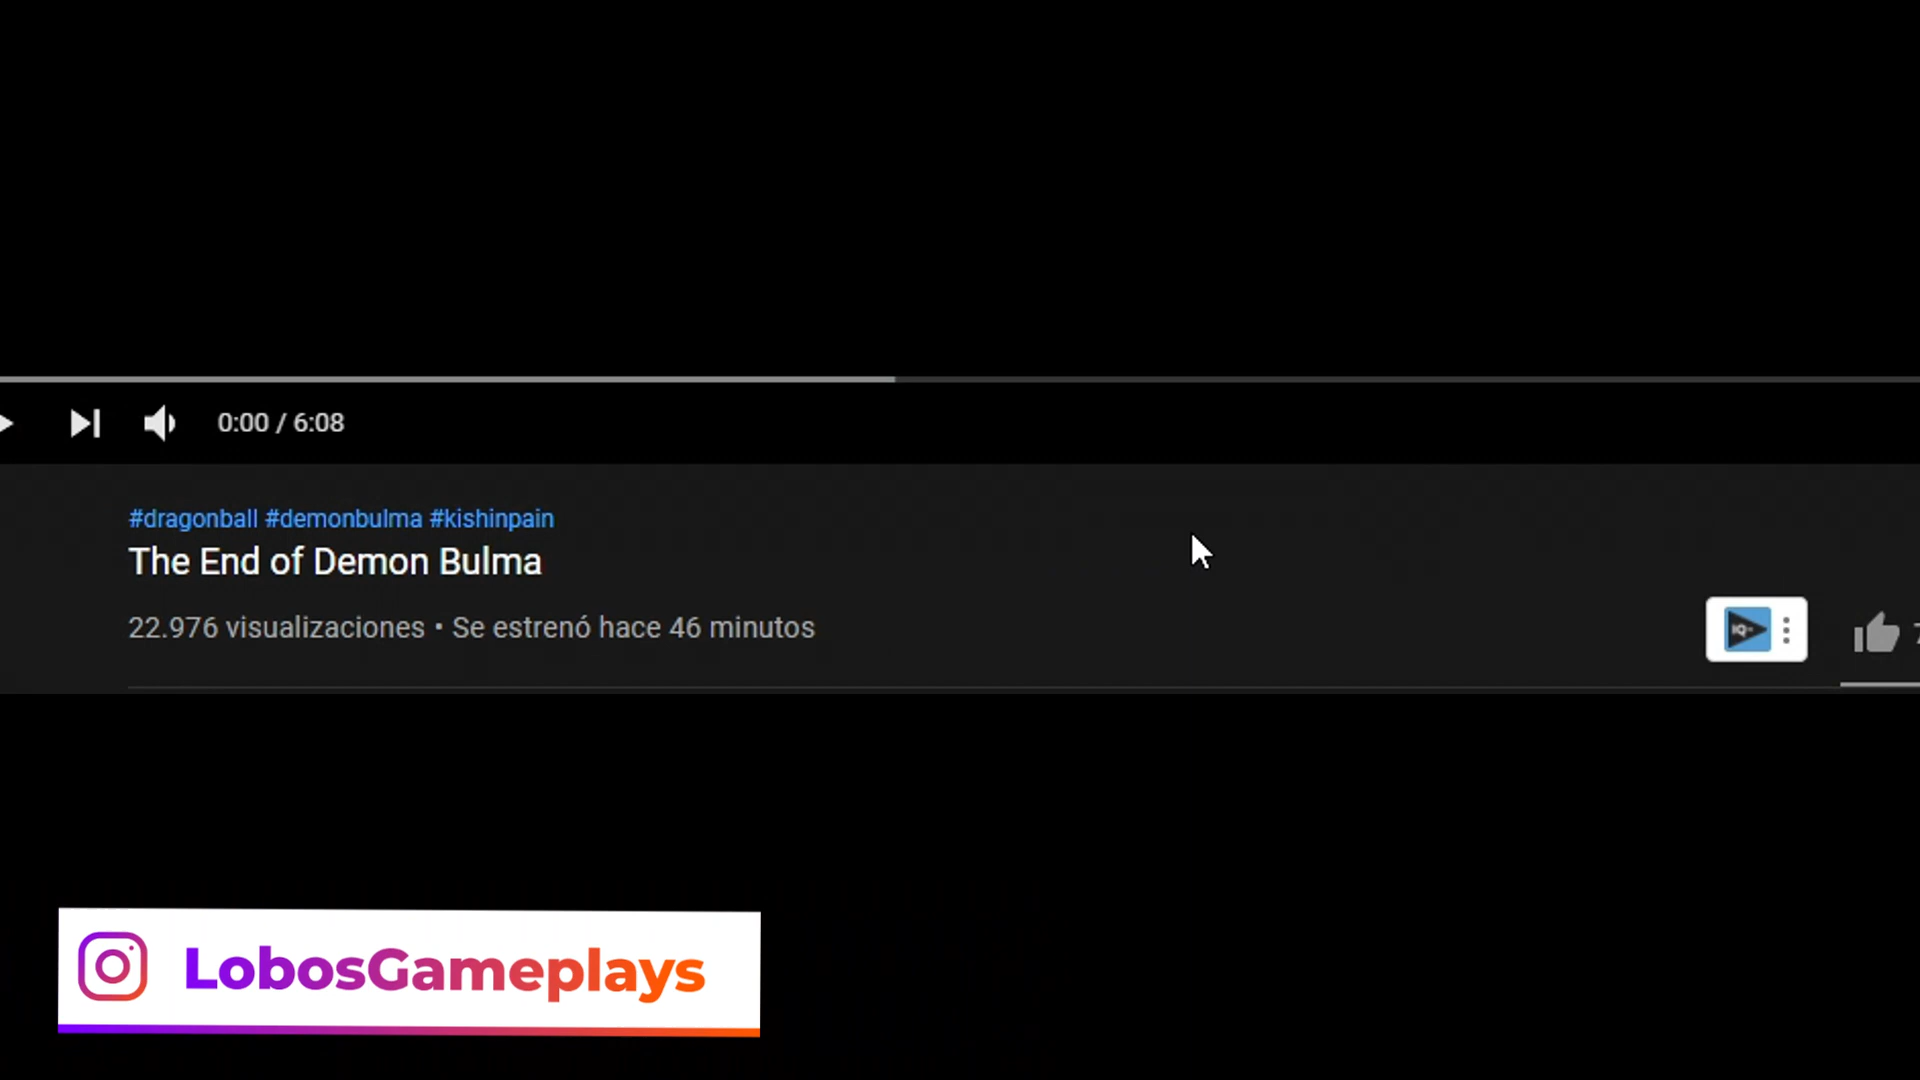 0:00 / 6:08
#dragonball #demonbulma #kishinpain
The End of Demon Bulma
22.976 visualizaciones • Se estrenó hace 46 minutos
IQ
LobosGameplays